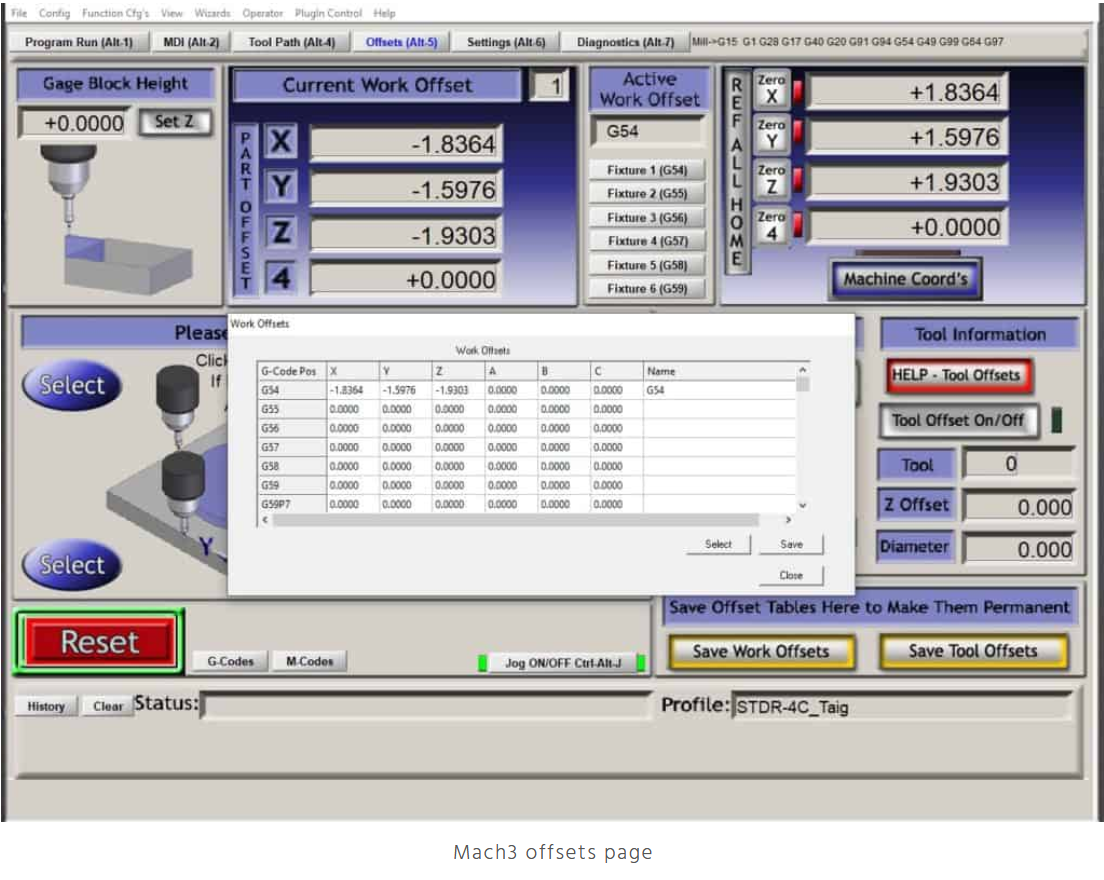 File Config Function Cfg's View Wizards Operator PlugIn Control Help
Program Run (Alt-1) MDI (Alt-2) Tool Path (Alt-4) Offsets (Alt-5) Settings (Alt-6) Diagnostics (Alt-7) Mill->G15 G1 G28 G17 G40 G20 G91 G94 G54 G49 G99 G64 G97
Gage Block Height
+0.0000 Set Z
Current Work Offset 1
PART OFFSET
X -1.8364
Y -1.5976
Z -1.9303
4 +0.0000
Active
Work Offset
G54
Fixture 1 (G54)
Fixture 2 (G55)
Fixture 3 (G56)
Fixture 4 (G57)
Fixture 5 (G58)
Fixture 6 (G59)
REF ALL HOME
Zero X +1.8364
Zero Y +1.5976
Zero Z +1.9303
Zero 4 +0.0000
Machine Coord's
Pleas
Select
Clic
If
Select
Y
Work Offsets
Work Offsets
G-Code Pos X Y Z A B C Name
G54 -1.8364 -1.5976 -1.9303 0.0000 0.0000 0.0000 G54
G55 0.0000 0.0000 0.0000 0.0000 0.0000 0.0000
G56 0.0000 0.0000 0.0000 0.0000 0.0000 0.0000
G57 0.0000 0.0000 0.0000 0.0000 0.0000 0.0000
G58 0.0000 0.0000 0.0000 0.0000 0.0000 0.0000
G59 0.0000 0.0000 0.0000 0.0000 0.0000 0.0000
G59P7 0.0000 0.0000 0.0000 0.0000 0.0000 0.0000
Select Save
Close
Tool Information
HELP - Tool Offsets
Tool Offset On/Off
Tool 0
Z Offset 0.000
Diameter 0.000
Reset
G-Codes M-Codes
Jog ON/OFF Ctrl-Alt-J
Save Offset Tables Here to Make Them Permanent
Save Work Offsets Save Tool Offsets
History Clear Status:
Profile: STDR-4C_Taig
Mach3 offsets page